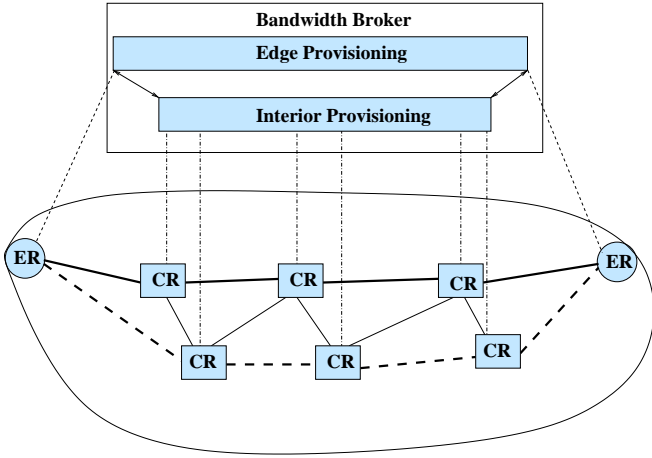 Bandwidth Broker
Edge Provisioning
Interior Provisioning
ER
ER
CR
CR
CR
CR
CR
CR